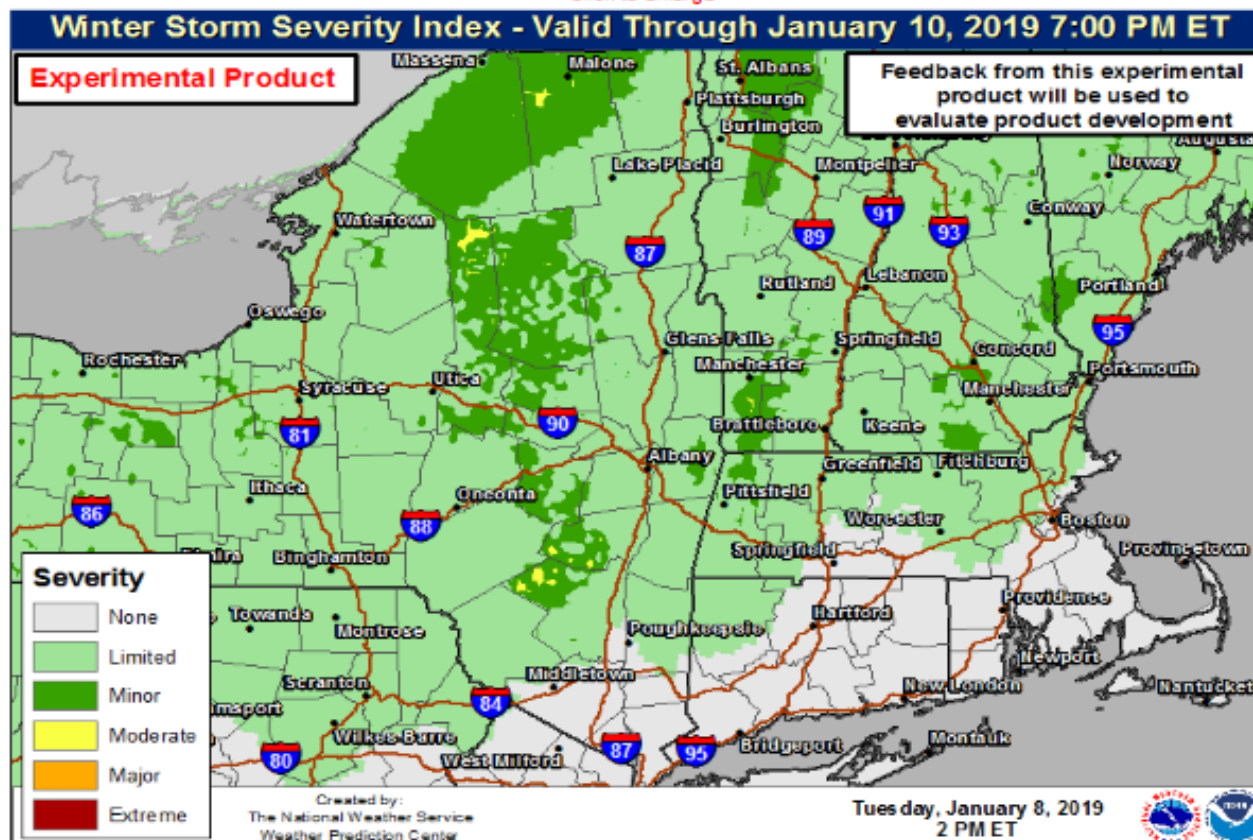 Winter Storm Severity Index - Valid Through January 10, 2019 7:00 PM ET
Experimental Product
Feedback from this experimental
product will be used to
evaluate product development
Massena
Malone
St. Albans
Plattsburgh
Burlington
Augusta
Lake Placid
Montpelier
Norway
Watertown
87
89
91
93
Conway
Rutland
Lebanon
Portland
Oswego
95
Rochester
Glens Falls
Springfield
Concord
Manchester
Syracuse
Utica
Manchester
Portsmouth
81
90
Brattleboro
Keene
Albany
Greenfield
Fitchburg
Ithaca
Oneonta
Pittsfield
86
88
Worcester
Boston
Binghamton
Springfield
Provincetown
Severity
None
Limited
Minor
Moderate
Major
Extreme
Towanda
Montrose
Poughkeepsie
Hartford
Providence
Scranton
Middletown
Newport
84
New London
Nantucket
Wilkes-Barre
80
West Milford
87
95
Bridgeport
Montauk
Created by:
The National Weather Service
Weather Prediction Center
Tuesday, January 8, 2019
2 PM ET